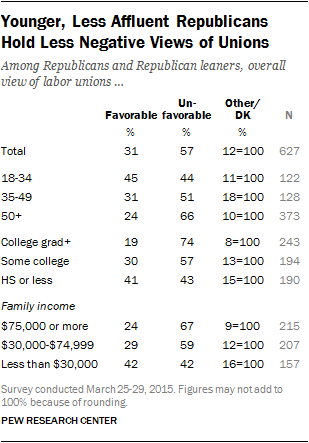 Younger, Less Affluent Republicans
Hold Less Negative Views of Unions
Among Republicans and Republican leaners, overall
view of labor unions ...
Favorable Un-favorable Other/DK N
% % %
Total 31 57 12=100 627
18-34 45 44 11=100 122
35-49 31 51 18=100 128
50+ 24 66 10=100 373
College grad+ 19 74 8=100 243
Some college 30 57 13=100 194
HS or less 41 43 15=100 190
Family income
$75,000 or more 24 67 9=100 215
$30,000-$74,999 29 59 12=100 207
Less than $30,000 42 42 16=100 157
Survey conducted March 25-29, 2015. Figures may not add to
100% because of rounding.
PEW RESEARCH CENTER